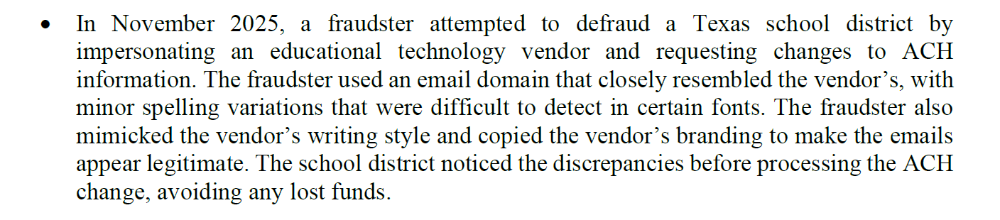 • In November 2025, a fraudster attempted to defraud a Texas school district by
impersonating an educational technology vendor and requesting changes to ACH
information. The fraudster used an email domain that closely resembled the vendor’s, with
minor spelling variations that were difficult to detect in certain fonts. The fraudster also
mimicked the vendor’s writing style and copied the vendor’s branding to make the emails
appear legitimate. The school district noticed the discrepancies before processing the ACH
change, avoiding any lost funds.